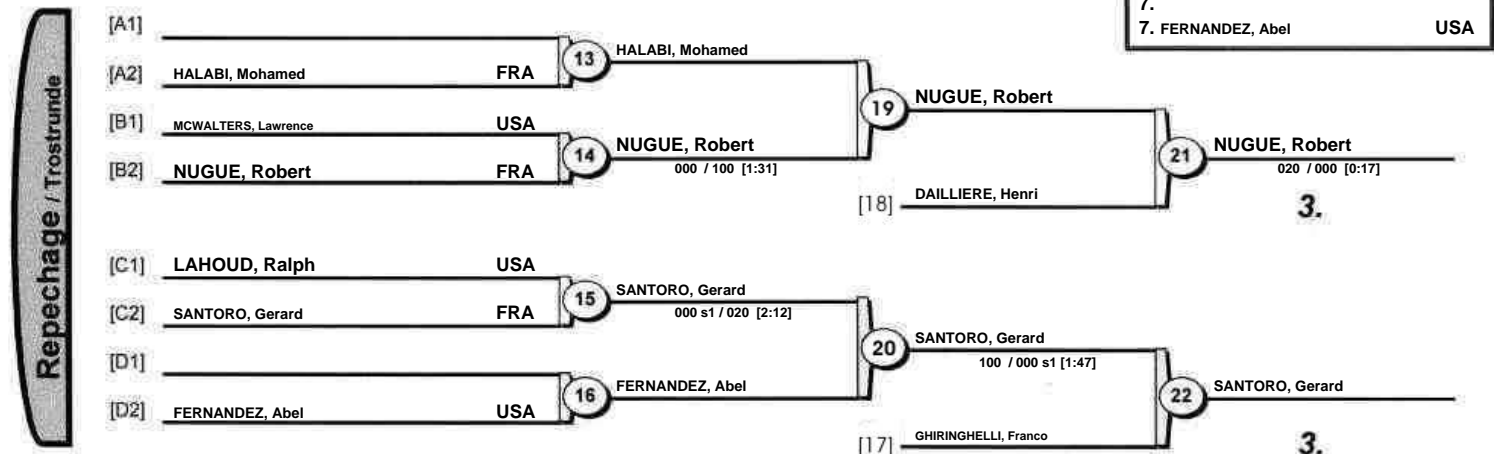 7.
7. FERNANDEZ, Abel USA
Repechage / Trostrunde
[A1]
[A2] HALABI, Mohamed FRA
13 HALABI, Mohamed
[B1] MCWALTERS, Lawrence USA
[B2] NUGUE, Robert FRA
14 NUGUE, Robert
000 / 100 [1:31]
19 NUGUE, Robert
[18] DAILLIERE, Henri
21 NUGUE, Robert
020 / 000 [0:17]
3.
[C1] LAHOUD, Ralph USA
[C2] SANTORO, Gerard FRA
15 SANTORO, Gerard
000 s1 / 020 [2:12]
[D1]
[D2] FERNANDEZ, Abel USA
16 FERNANDEZ, Abel
20 SANTORO, Gerard
100 / 000 s1 [1:47]
[17] GHIRINGHELLI, Franco
22 SANTORO, Gerard
3.